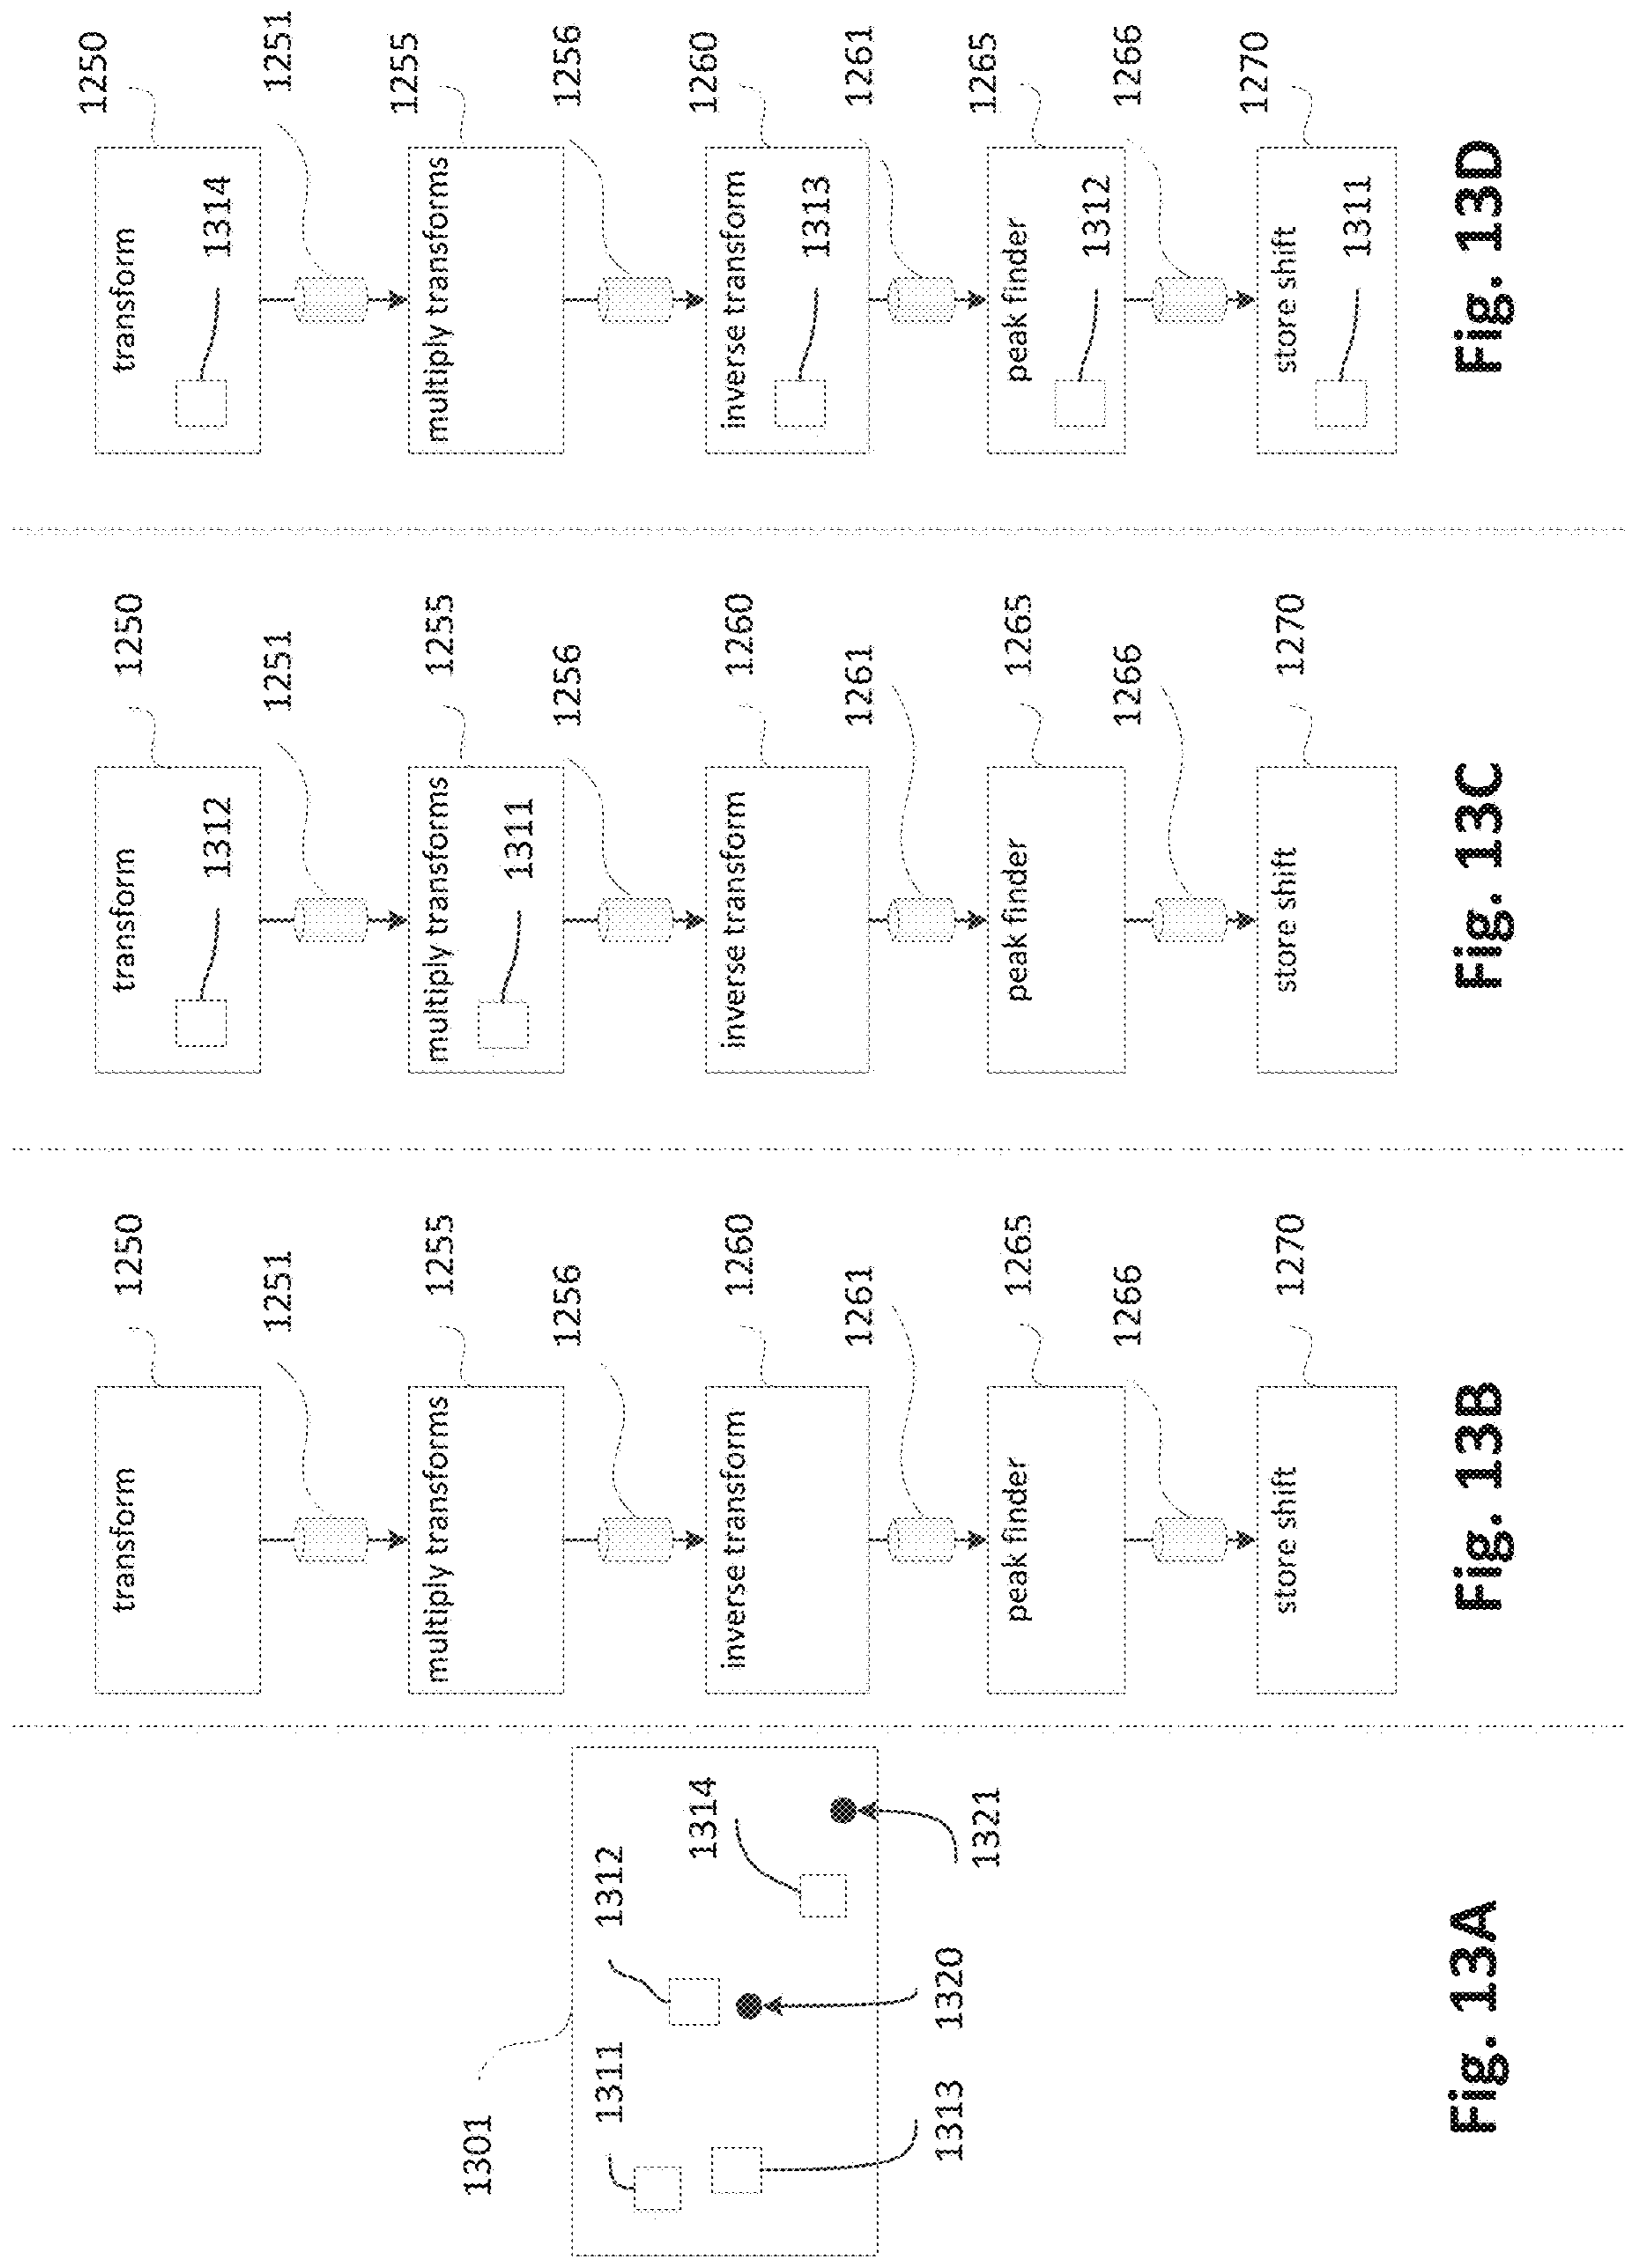 1301
1311
1312
1314
1313
1320
1321
Fig. 13A
transform
1250
1251
multiply transforms
1255
1256
inverse transform
1260
1261
peak finder
1265
1266
store shift
1270
Fig. 13B
transform
1312
1250
1251
multiply transforms
1311
1255
1256
inverse transform
1260
1261
peak finder
1265
1266
store shift
1270
Fig. 13C
transform
1314
1250
1251
multiply transforms
1255
1256
inverse transform
1313
1260
1261
peak finder
1312
1265
1266
store shift
1311
1270
Fig. 13D